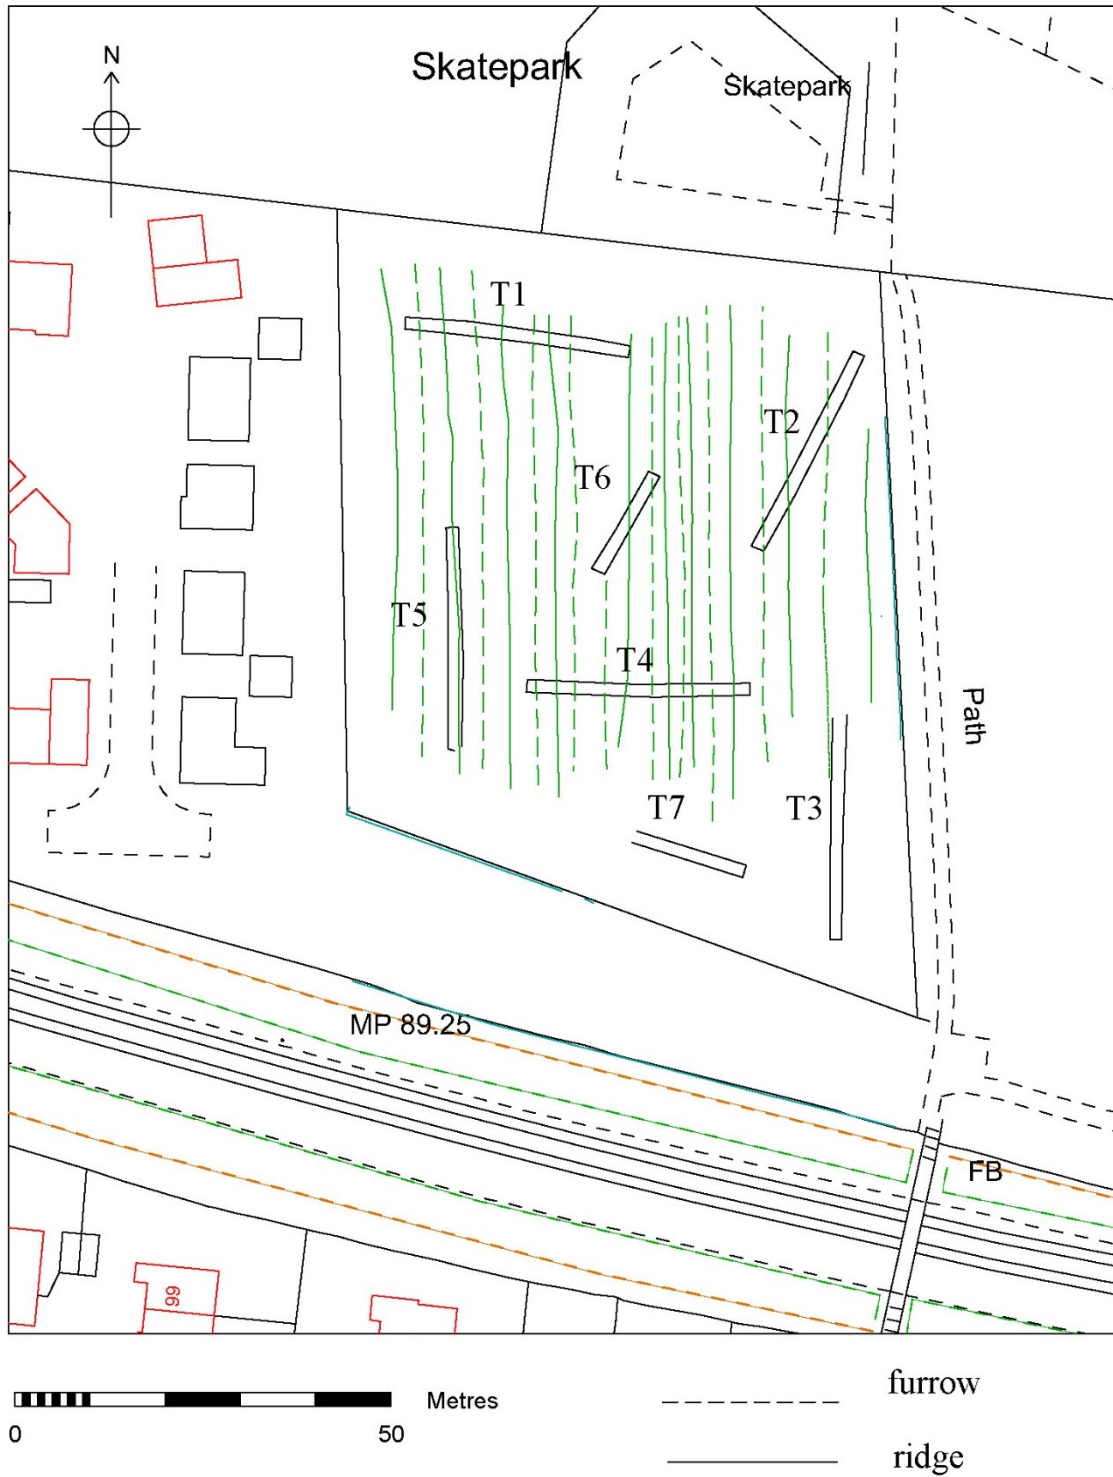 Skatepark
N
Skatepark
T1
T2
T6
T5
T4
Path
T7
T3
MP 89.25
FB
99
Metres
0
50
furrow
ridge